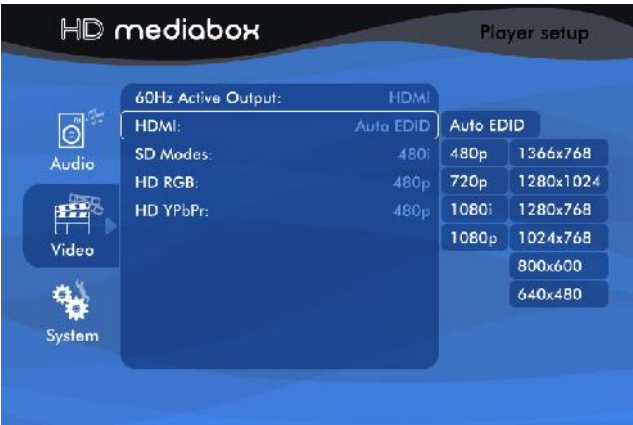 HD mediabox
Player setup
60Hz Active Output: HDMI
HDMI: Auto EDID
Auto EDID
SD Modes: 480i
480p 1366x768
HD RGB: 480p
720p 1280x1024
HD YPbPr: 480p
1080i 1280x768
1080p 1024x768
800x600
640x480
Audio
Video
System